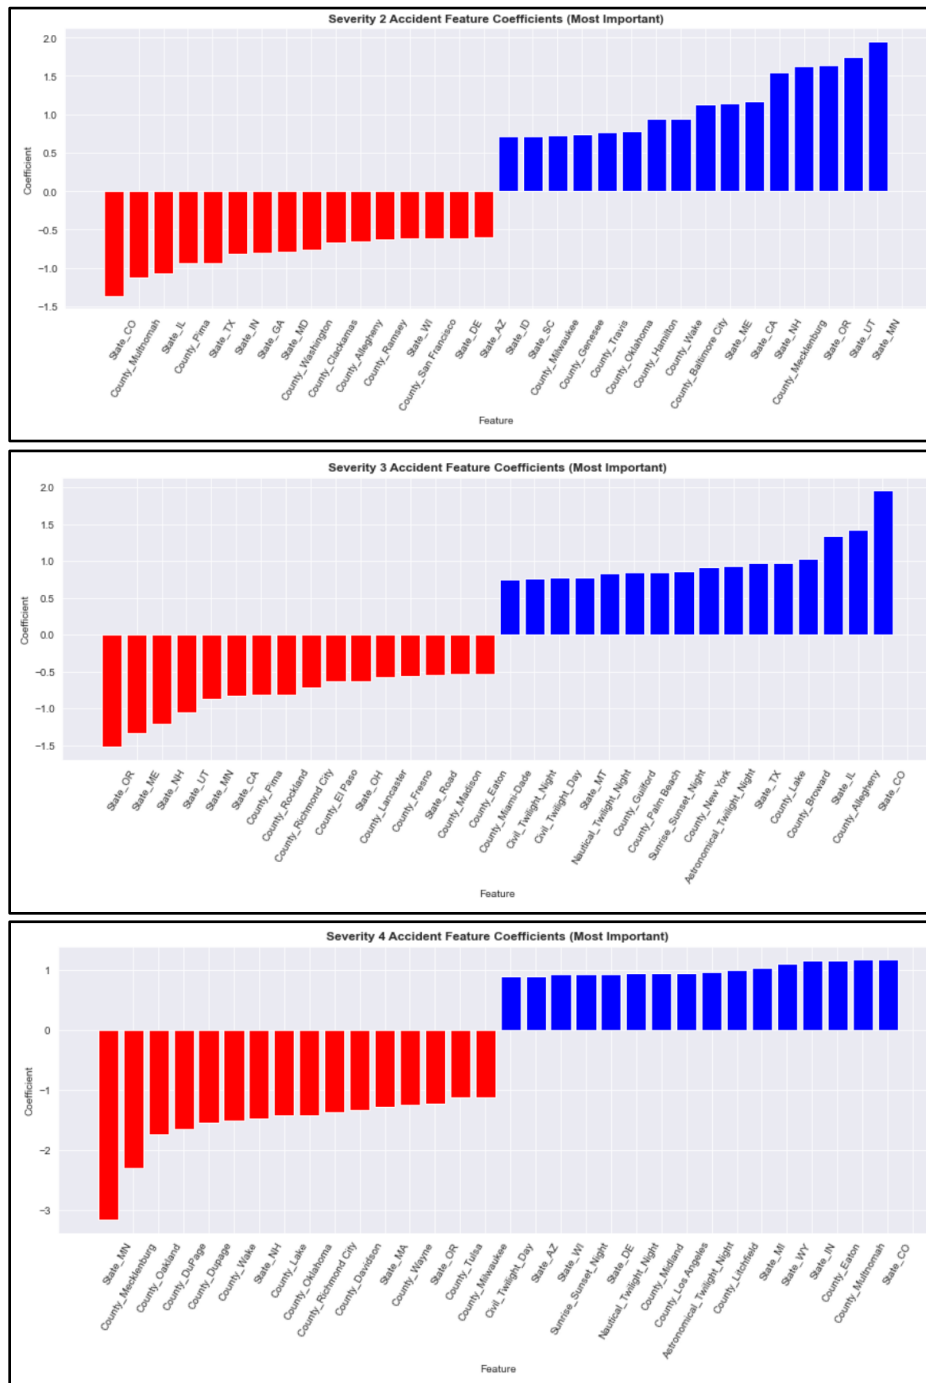 Severity 2 Accident Feature Coefficients (Most Important)
2.0
1.5
1.0
0.5
0.0
−0.5
−1.0
−1.5
Coefficient
State_CO
County_Multnomah
State_IL
County_Pima
State_TX
State_IN
State_GA
State_MD
County_Washington
County_Clackamas
County_Allegheny
County_Ramsey
State_WI
County_San Francisco
State_DE
State_AZ
State_ID
State_SC
County_Milwaukee
County_Genesee
County_Travis
County_Oklahoma
County_Hamilton
County_Wake
County_Baltimore City
State_ME
State_CA
State_NH
County_Mecklenburg
State_OR
State_UT
State_MN
Feature
Severity 3 Accident Feature Coefficients (Most Important)
2.0
1.5
1.0
0.5
0.0
−0.5
−1.0
−1.5
Coefficient
State_OR
State_ME
State_NH
State_UT
State_MN
State_CA
County_Pima
County_Rockland
County_Richmond City
County_El Paso
State_OH
County_Lancaster
County_Fresno
State_Road
County_Madison
County_Eaton
County_Miami-Dade
Civil_Twilight_Night
Civil_Twilight_Day
State_MT
Nautical_Twilight_Night
County_Guilford
County_Palm Beach
Sunrise_Sunset_Night
County_New York
Astronomical_Twilight_Night
State_TX
County_Lake
County_Broward
State_IL
County_Allegheny
State_CO
Feature
Severity 4 Accident Feature Coefficients (Most Important)
1
0
−1
−2
−3
Coefficient
State_MN
County_Mecklenburg
County_Oakland
County_DuPage
County_Dupage
County_Wake
State_NH
County_Lake
County_Oklahoma
County_Richmond City
County_Davidson
State_MA
County_Wayne
State_OR
County_Tulsa
County_Milwaukee
Civil_Twilight_Day
State_AZ
State_WI
Sunrise_Sunset_Night
State_DE
Nautical_Twilight_Night
County_Midland
County_Los Angeles
Astronomical_Twilight_Night
County_Litchfield
State_MI
State_WY
State_IN
County_Eaton
County_Multnomah
State_CO
Feature